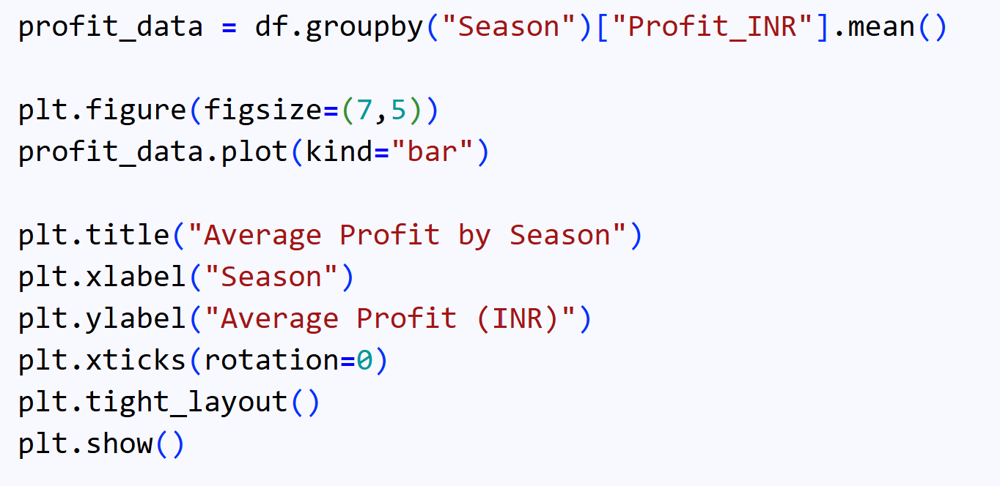 profit_data = df.groupby("Season")["Profit_INR"].mean()
plt.figure(figsize=(7,5))
profit_data.plot(kind="bar")
plt.title("Average Profit by Season")
plt.xlabel("Season")
plt.ylabel("Average Profit (INR)")
plt.xticks(rotation=0)
plt.tight_layout()
plt.show()